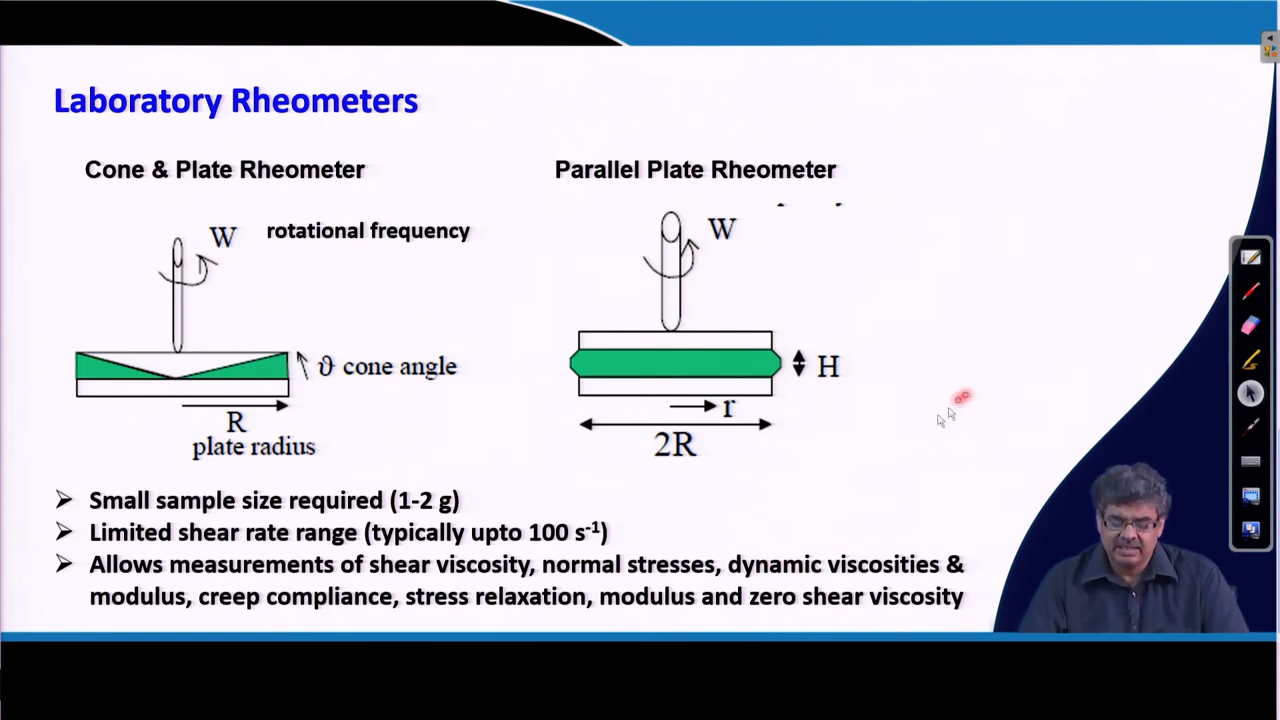 Laboratory Rheometers
Cone & Plate Rheometer
Parallel Plate Rheometer
W
rotational frequency
W
ϑ cone angle
H
R
plate radius
r
2R
➢ Small sample size required (1-2 g)
➢ Limited shear rate range (typically upto 100 s-1)
➢ Allows measurements of shear viscosity, normal stresses, dynamic viscosities &
modulus, creep compliance, stress relaxation, modulus and zero shear viscosity